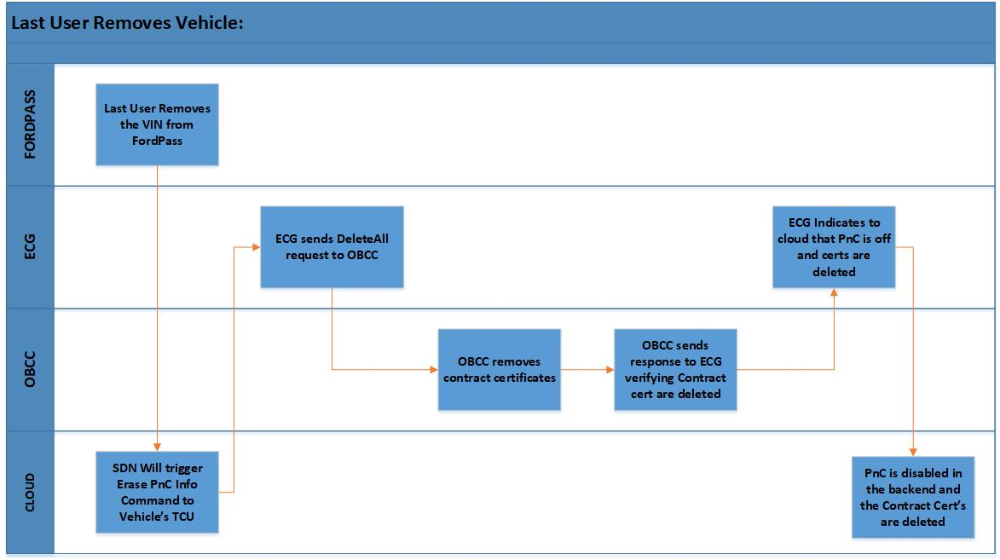 Last User Removes Vehicle:
FORDPASS
Last User Removes
the VIN from
FordPass
ECG
ECG sends DeleteAll
request to OBCC
ECG Indicates to
cloud that PnC is off
and certs are
deleted
OBCC
OBCC removes
contract certificates
OBCC sends
response to ECG
verifying Contract
cert are deleted
CLOUD
SDN Will trigger
Erase PnC Info
Command to
Vehicle’s TCU
PnC is disabled in
the backend and
the Contract Cert’s
are deleted